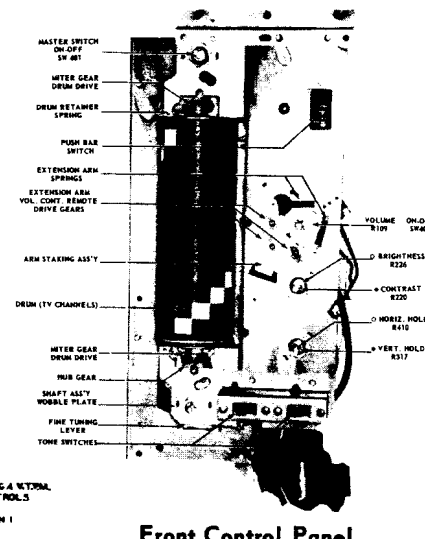 MASTER SWITCH
ON-OFF
SW 401
MITER GEAR
DRUM DRIVE
DRUM RETAINER
SPRING
PUSH BAR
SWITCH
EXTENSION ARM
SPRINGS
EXTENSION ARM
VOL. CONT. REMOTE
DRIVE GEARS
VOLUME ON-O
R109
BRIGHTNESS
R226
ARM STAKING ASS'Y
CONTRAST
R220
DRUM (TV CHANNELS)
HORIZ. HOL
R410
MITER GEAR
DRUM DRIVE
VERT. HOLD
R317
HUB GEAR
SHAFT ASS'Y
WOBBLE PLATE
FINE TUNING
LEVER
TONE SWITCHES
Front Control Panel